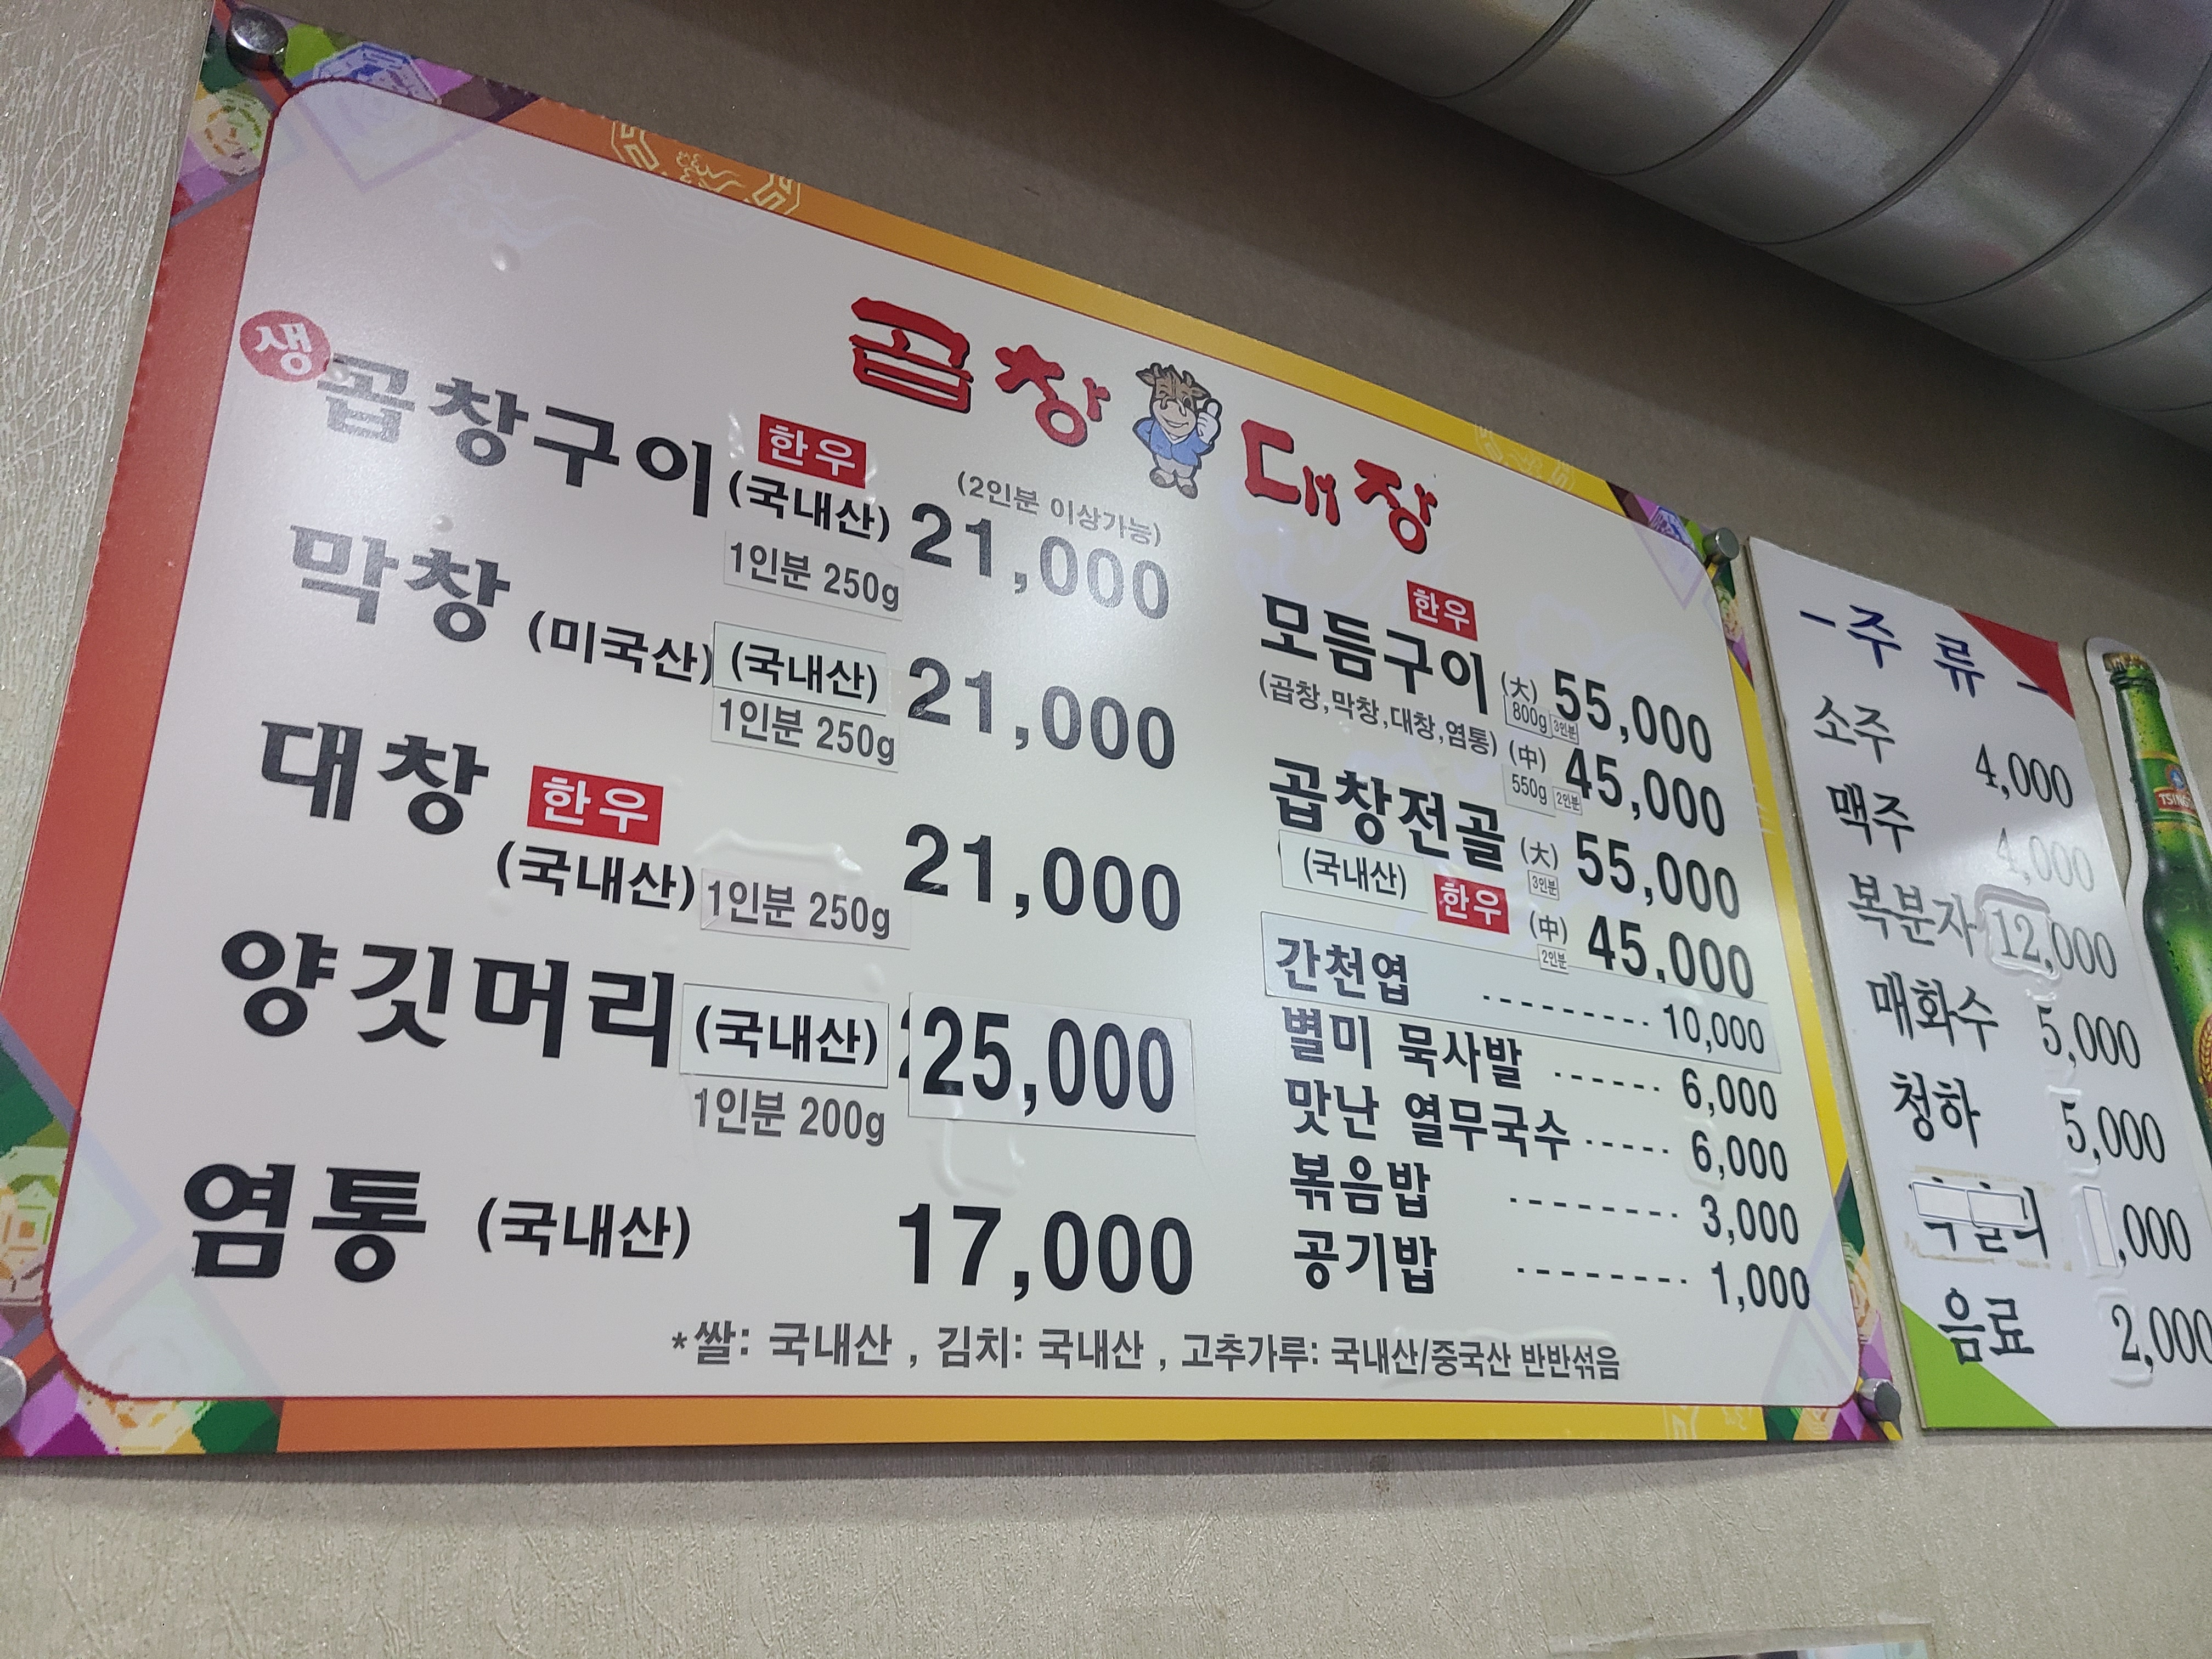 곱창 대장
생 곱창구이 한우 (국내산) (2인분 이상가능) 21,000
1인분 250g
막창 (미국산) (국내산) 21,000
1인분 250g
대창 한우 (국내산) 21,000
1인분 250g
양깃머리 (국내산) 25,000
1인분 200g
염통 (국내산) 17,000
한우
모듬구이 (大) 55,000
800g 3인분
(곱창,막창,대창,염통) (中) 45,000
550g 2인분
곱창전골 (大) 55,000
3인분
(국내산) 한우 (中) 45,000
2인분
간천엽 --------- 10,000
별미 묵사발 ------ 6,000
맛난 열무국수 ----- 6,000
볶음밥 --------- 3,000
공기밥 --------- 1,000
*쌀: 국내산 , 김치: 국내산 , 고추가루: 국내산/중국산 반반섞음
-주 류-
소주 4,000
맥주 4,000
복분자 12,000
매화수 5,000
청하 5,000
,000
음료 2,000